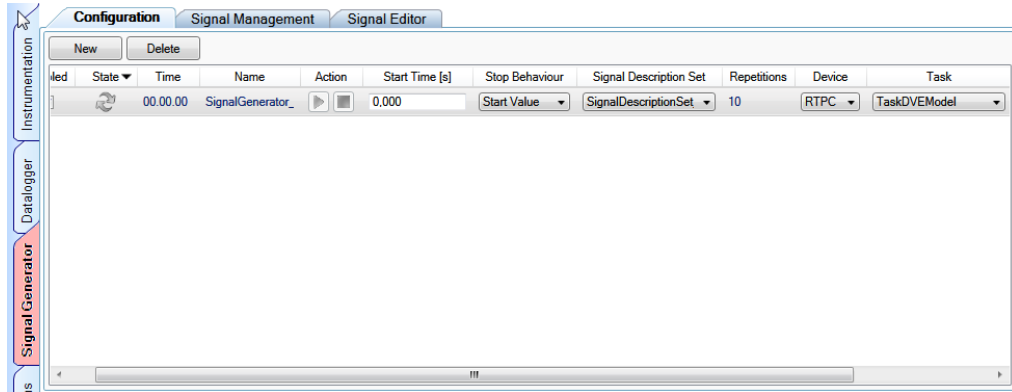 Configuration Signal Management Signal Editor
New Delete
State Time Name Action Start Time [s] Stop Behaviour Signal Description Set Repetitions Device Task
00.00.00 SignalGenerator_ 0,000 Start Value SignalDescriptionSet 10 RTPC TaskDVEModel
Instrumentation
Datalogger
Signal Generator